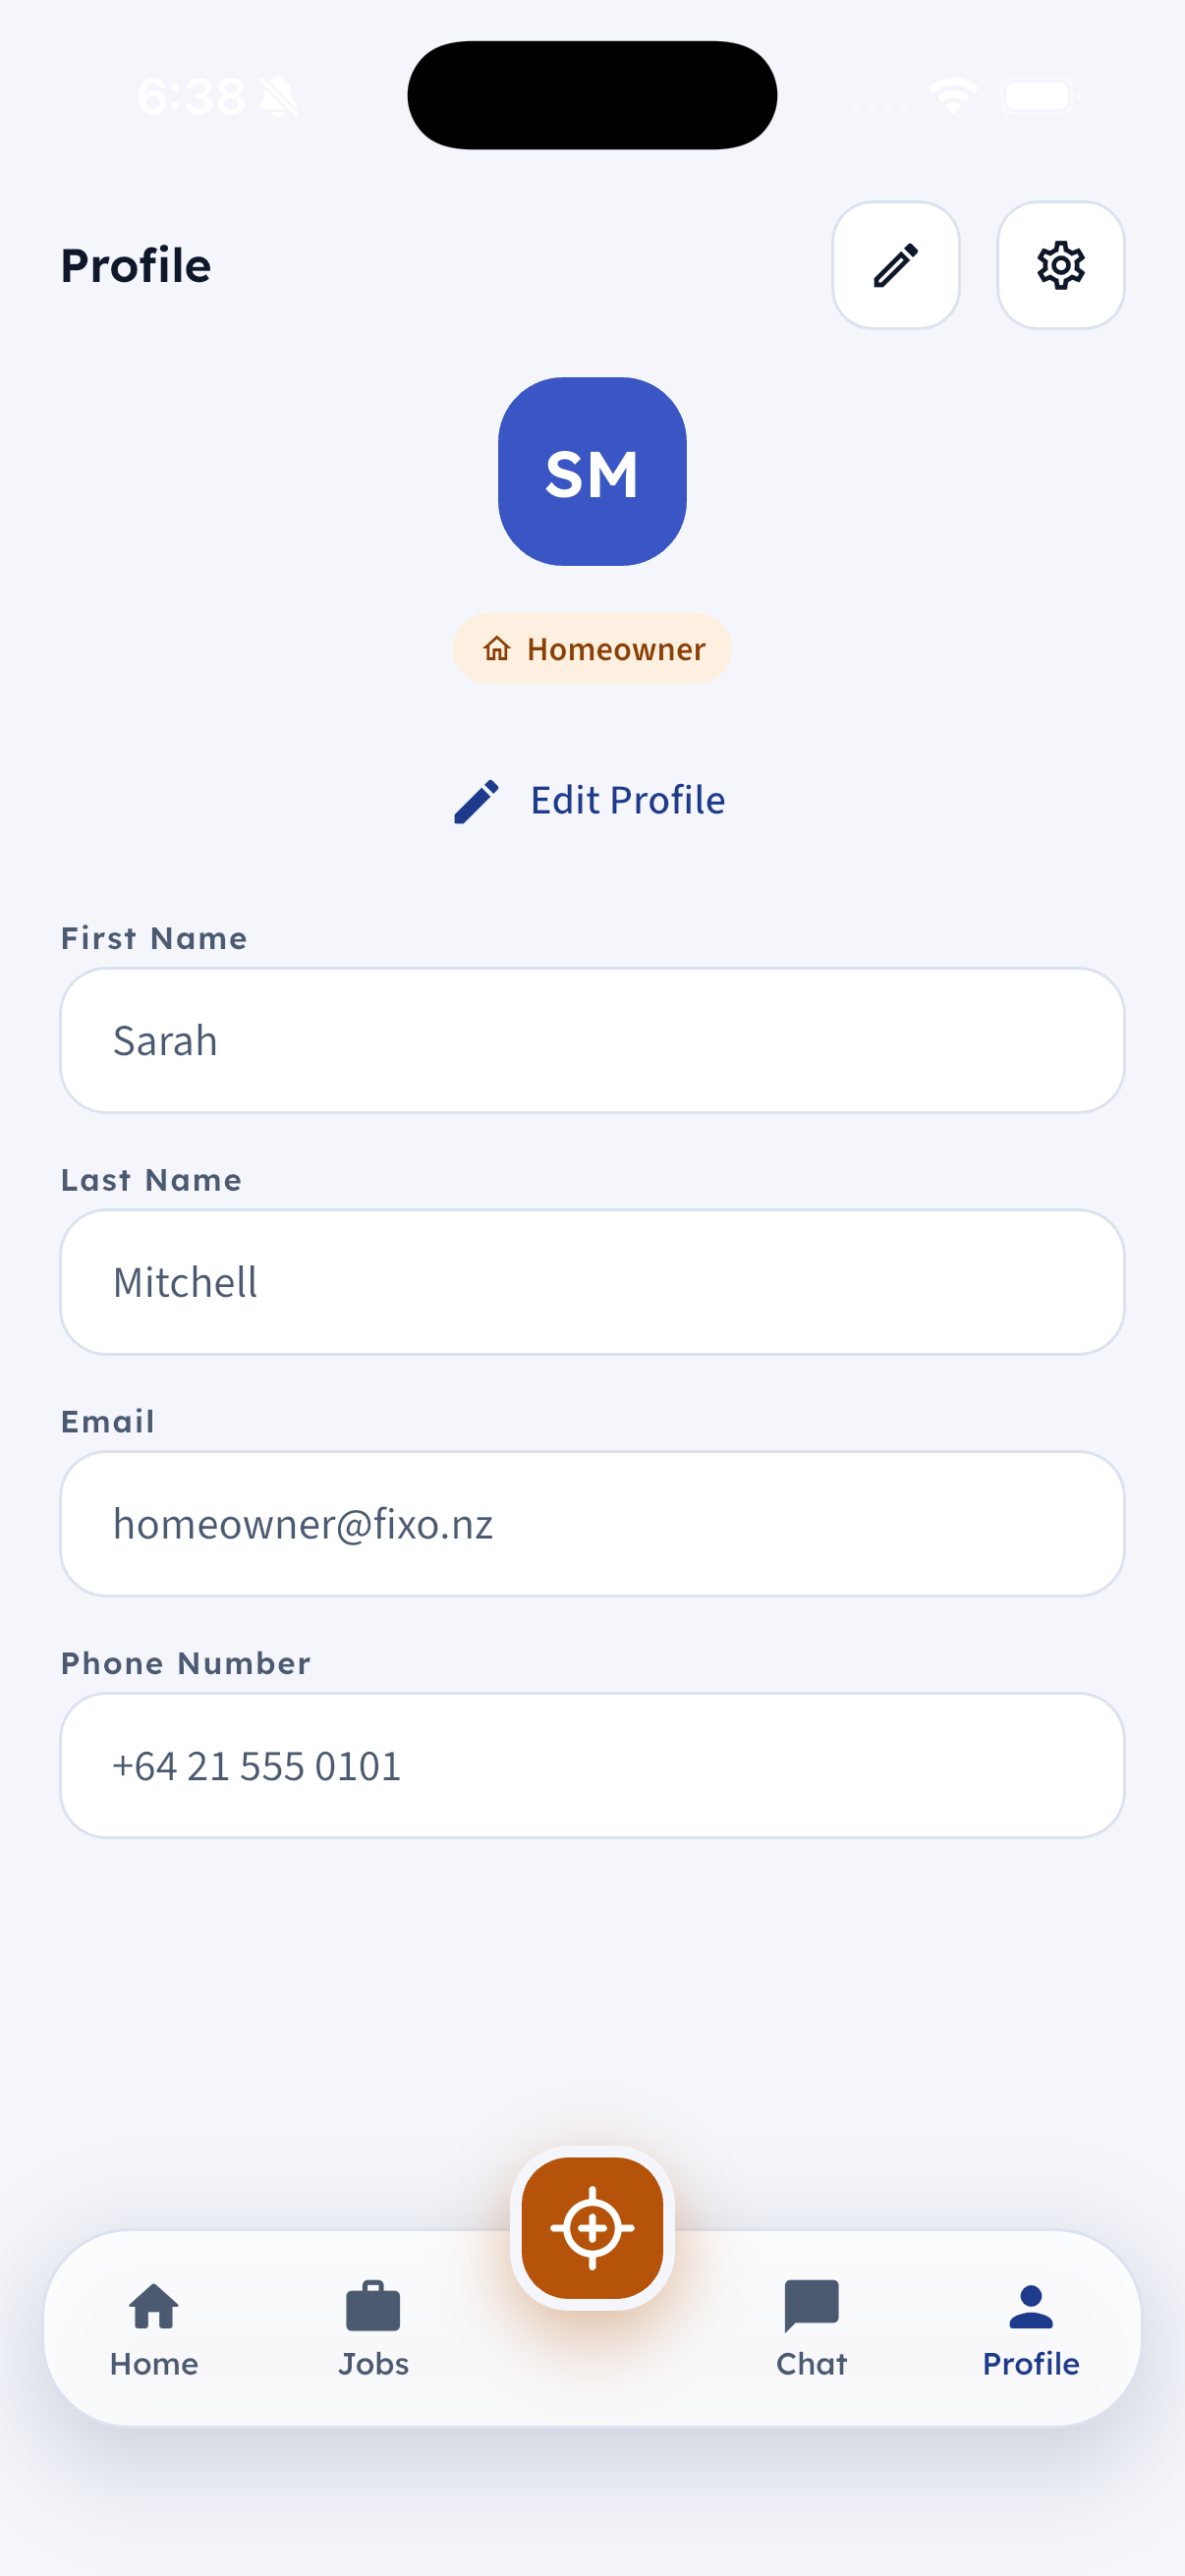 6:38
Profile
SM
Homeowner
Edit Profile
First Name
Sarah
Last Name
Mitchell
Email
homeowner@fixo.nz
Phone Number
+64 21 555 0101
Home
Jobs
Chat
Profile